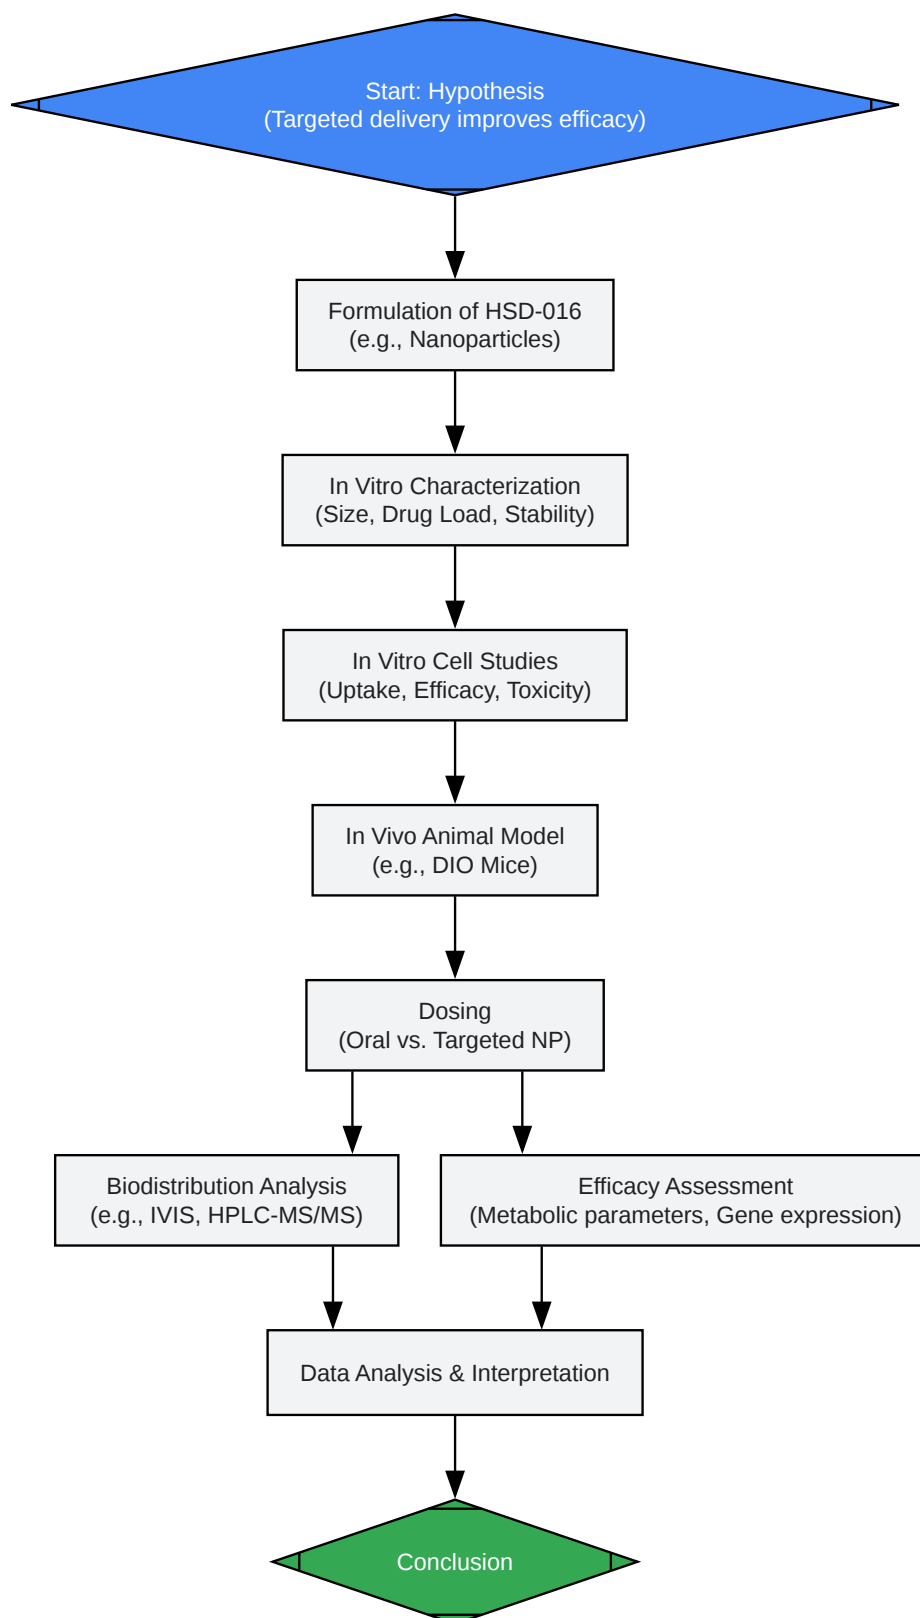 Start: Hypothesis
(Targeted delivery improves efficacy)
Formulation of HSD-016
(e.g., Nanoparticles)
In Vitro Characterization
(Size, Drug Load, Stability)
In Vitro Cell Studies
(Uptake, Efficacy, Toxicity)
In Vivo Animal Model
(e.g., DIO Mice)
Dosing
(Oral vs. Targeted NP)
Biodistribution Analysis
(e.g., IVIS, HPLC-MS/MS)
Efficacy Assessment
(Metabolic parameters, Gene expression)
Data Analysis & Interpretation
Conclusion